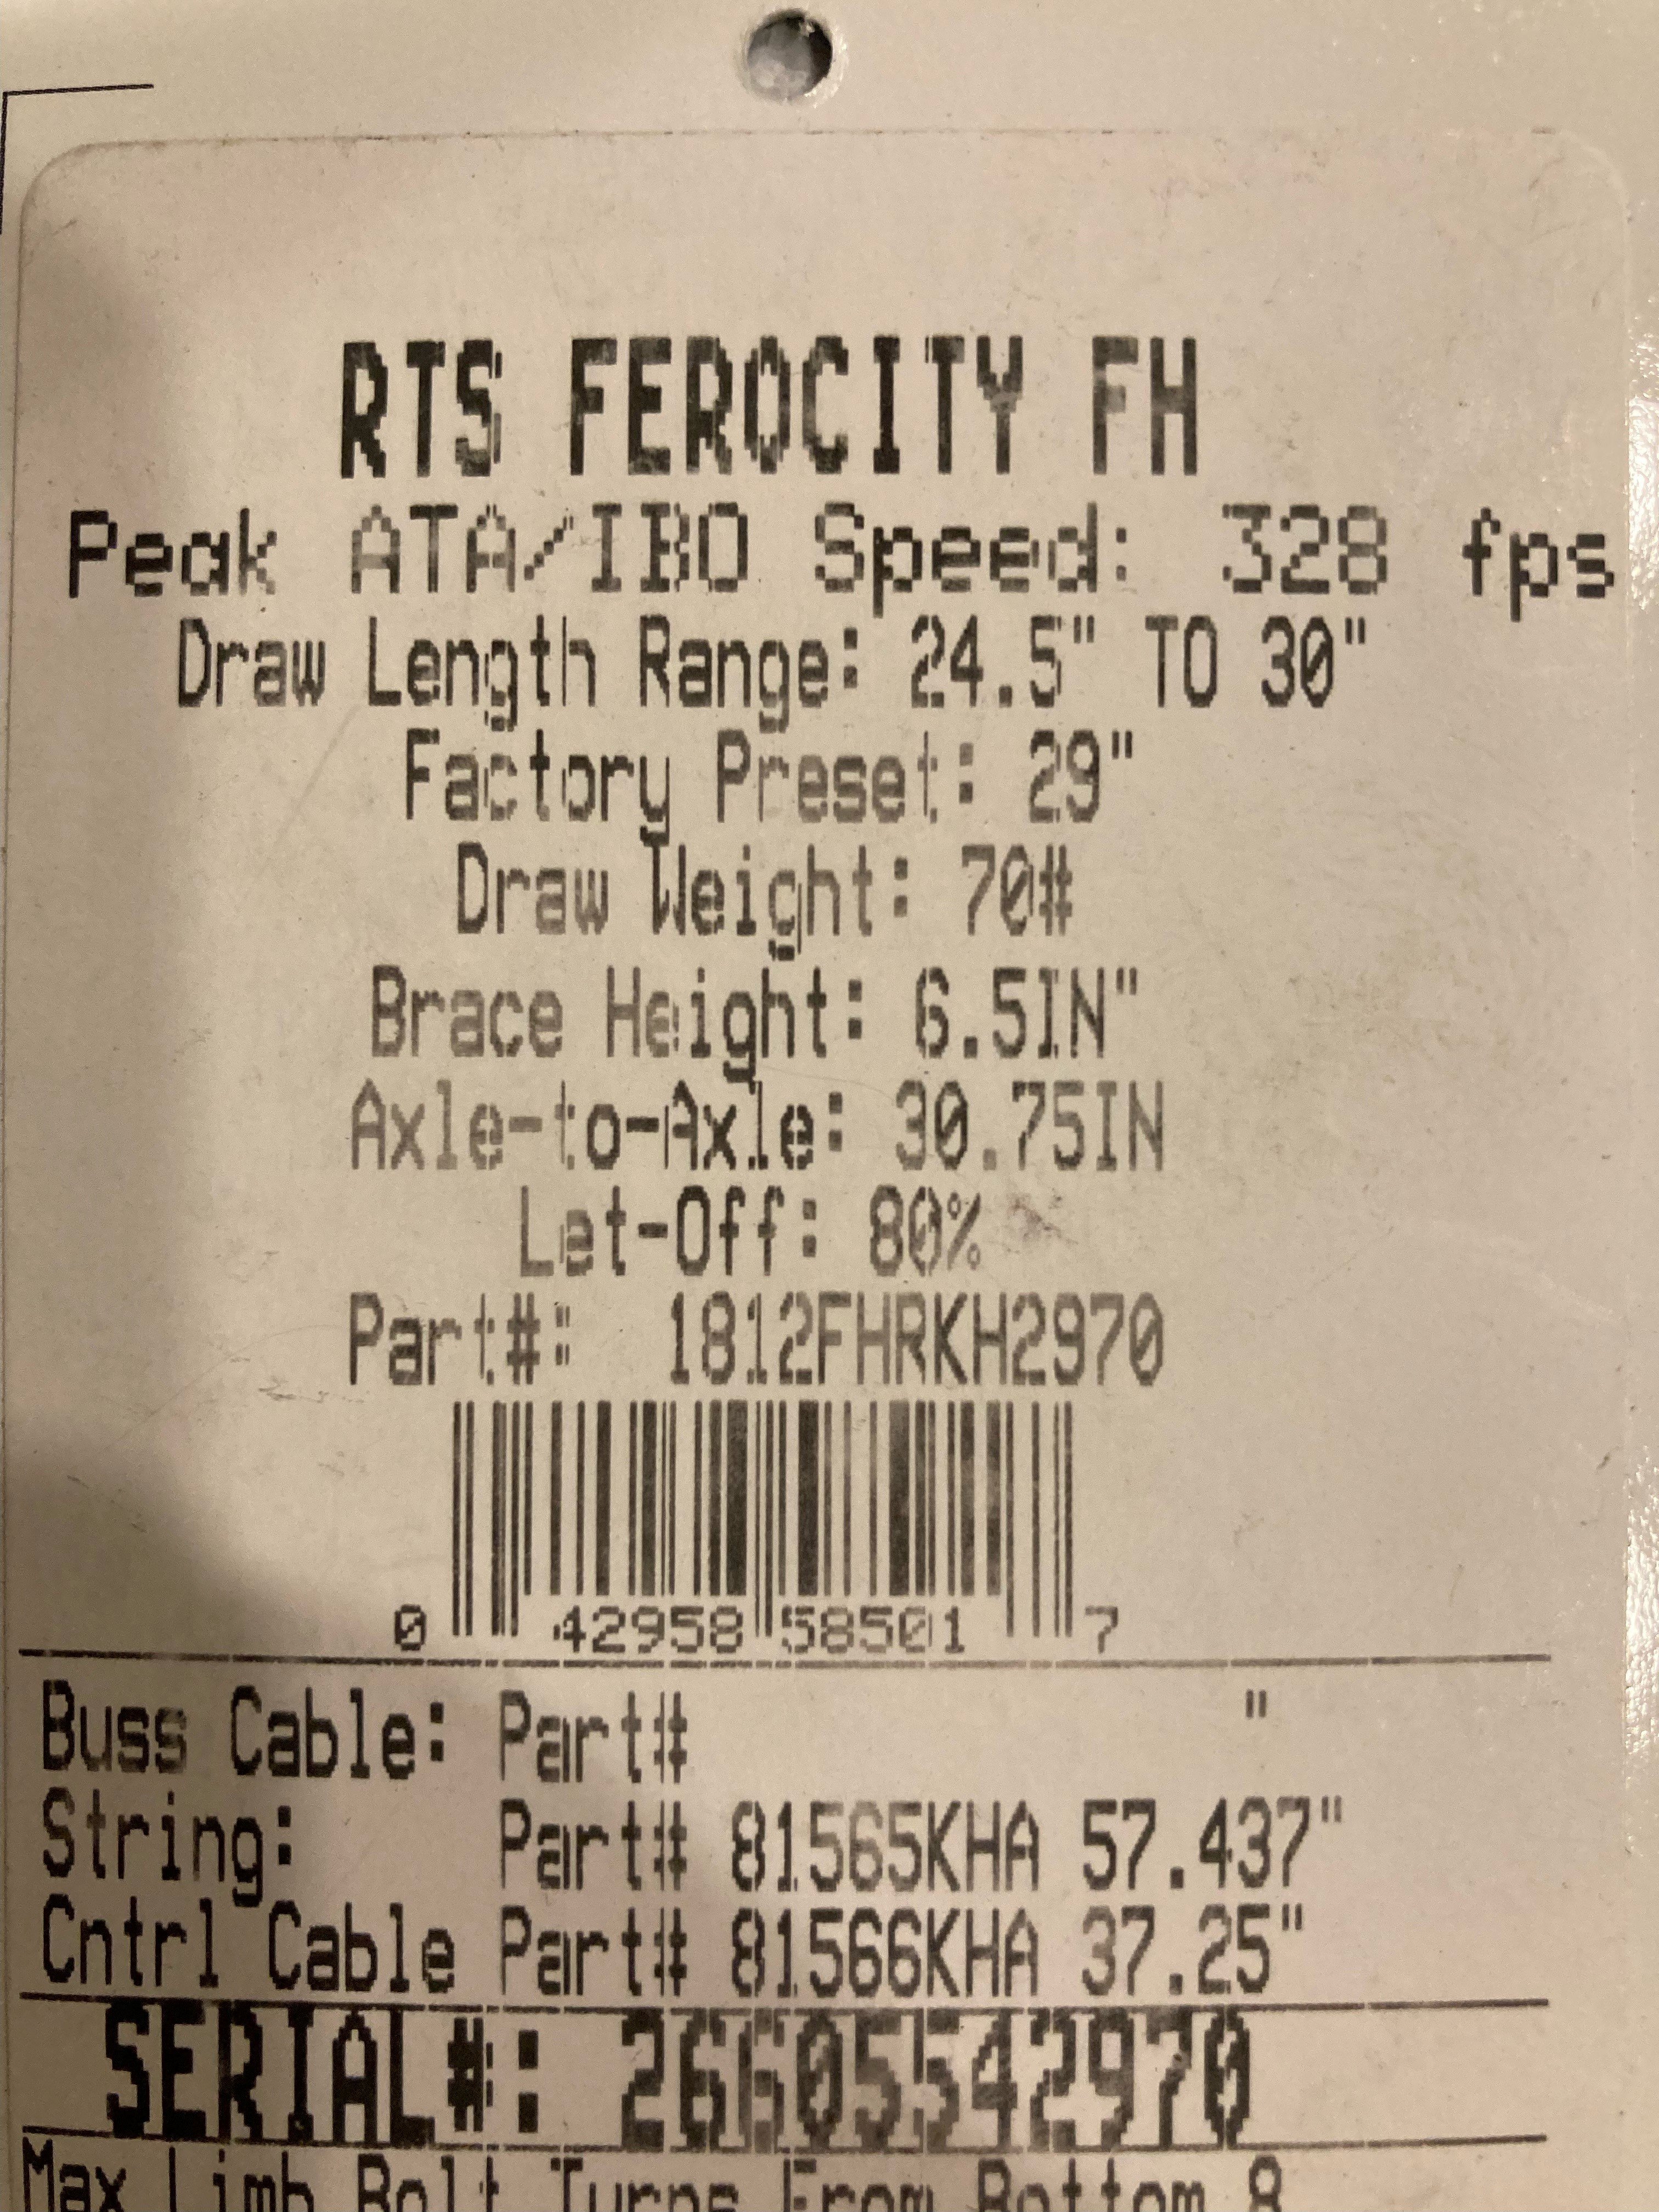 RTS FEROCITY FH
Peak ATA/IBO Speed: 328 fps
Draw Length Range: 24.5" TO 30"
Factory Preset: 29"
Draw Weight: 70#
Brace Height: 6.5IN"
Axle-to-Axle: 30.75IN
Let-Off: 80%
Part#: 1812FHRKH2970
0 42958 58501 7
Buss Cable: Part# "
String: Part# 81565KHA 57.437"
Cntrl Cable Part# 81566KHA 37.25"
SERIAL#: 26605542970
Max Limb Bolt Turns From Bottom 8